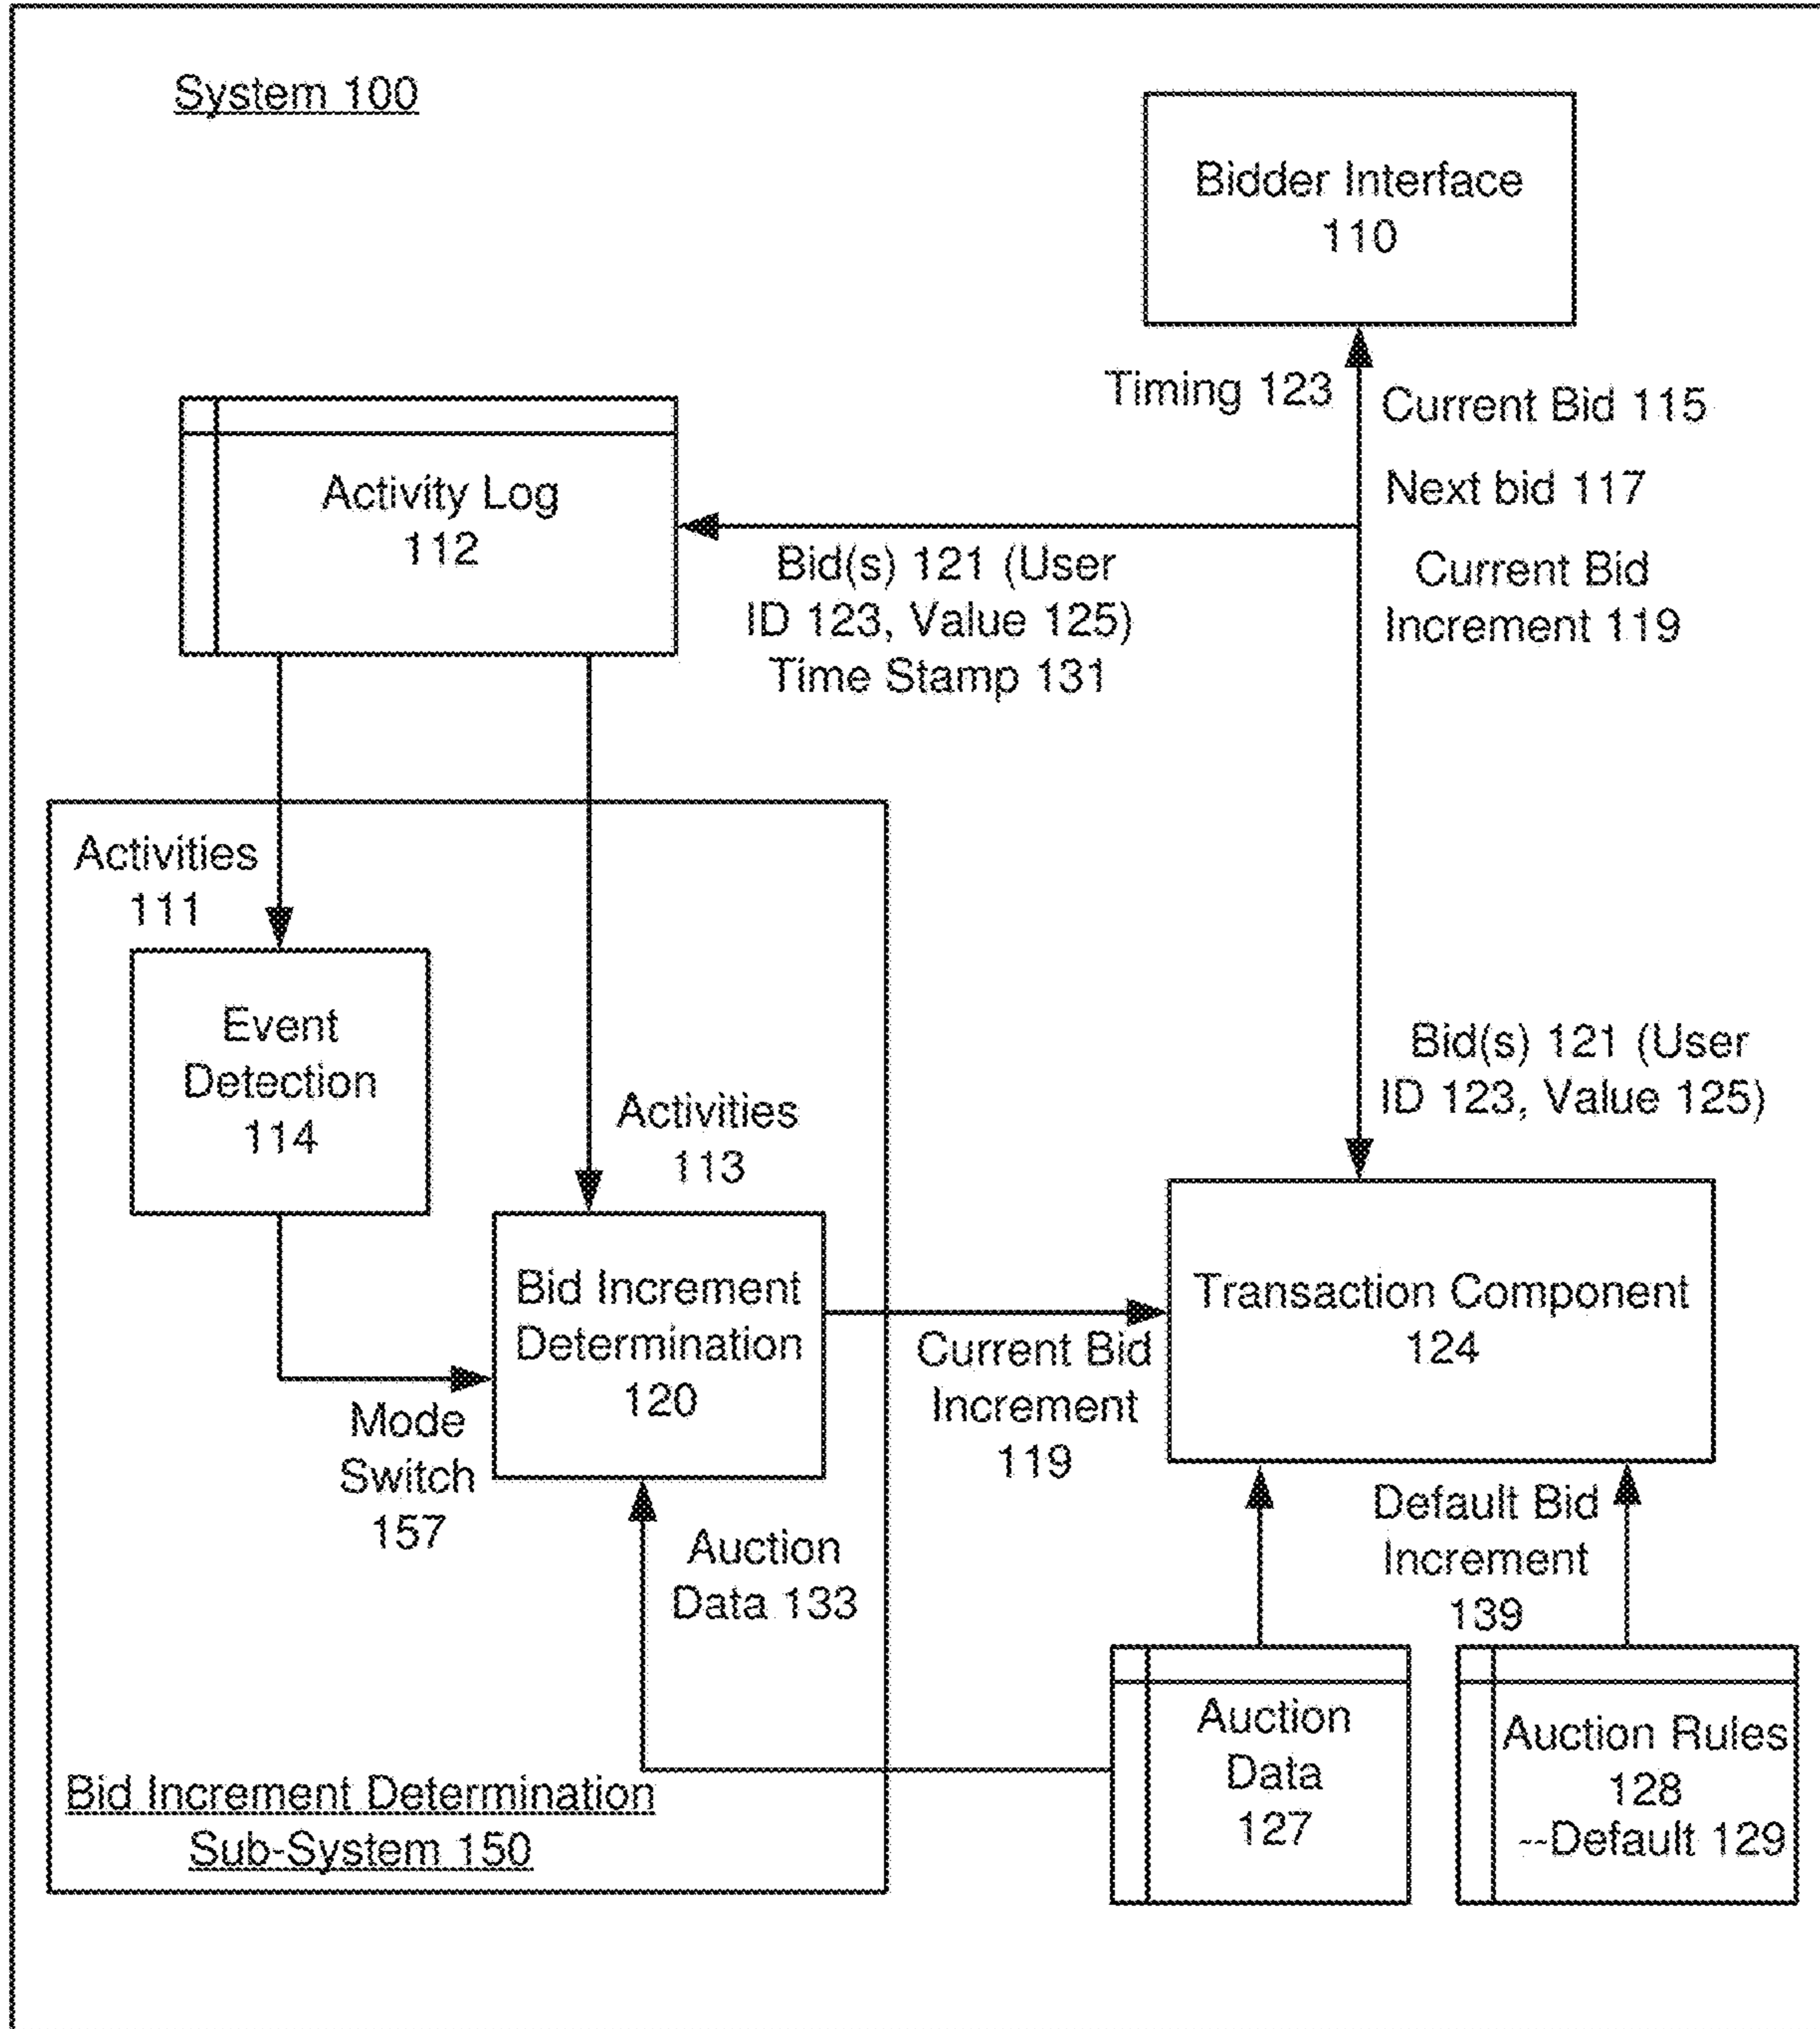 System 100
Bidder Interface
110
Timing 123
Current Bid 115
Next bid 117
Current Bid
Increment 119
Activity Log
112
Bid(s) 121 (User
ID 123, Value 125)
Time Stamp 131
Activities
111
Event
Detection
114
Activities
113
Bid(s) 121 (User
ID 123, Value 125)
Bid Increment
Determination
120
Mode
Switch
157
Current Bid
Increment
119
Transaction Component
124
Auction
Data 133
Default Bid
Increment
139
Auction
Data
127
Auction Rules
128
--Default 129
Bid Increment Determination
Sub-System 150